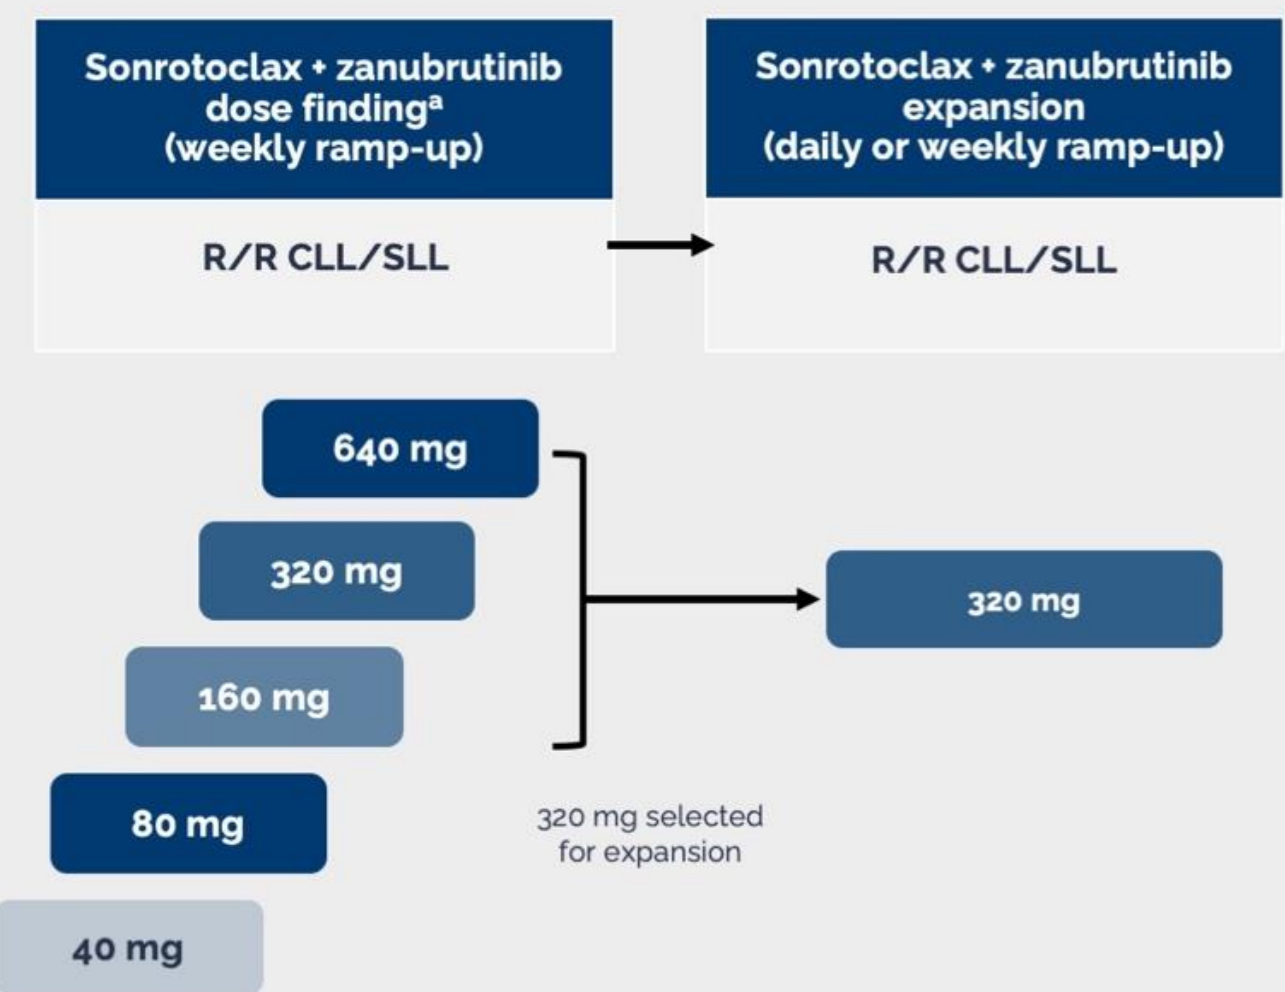 Sonrotoclax + zanubrutinib
dose findingᵃ
(weekly ramp-up)
R/R CLL/SLL
Sonrotoclax + zanubrutinib
expansion
(daily or weekly ramp-up)
R/R CLL/SLL
640 mg
320 mg
160 mg
80 mg
40 mg
320 mg selected
for expansion
320 mg